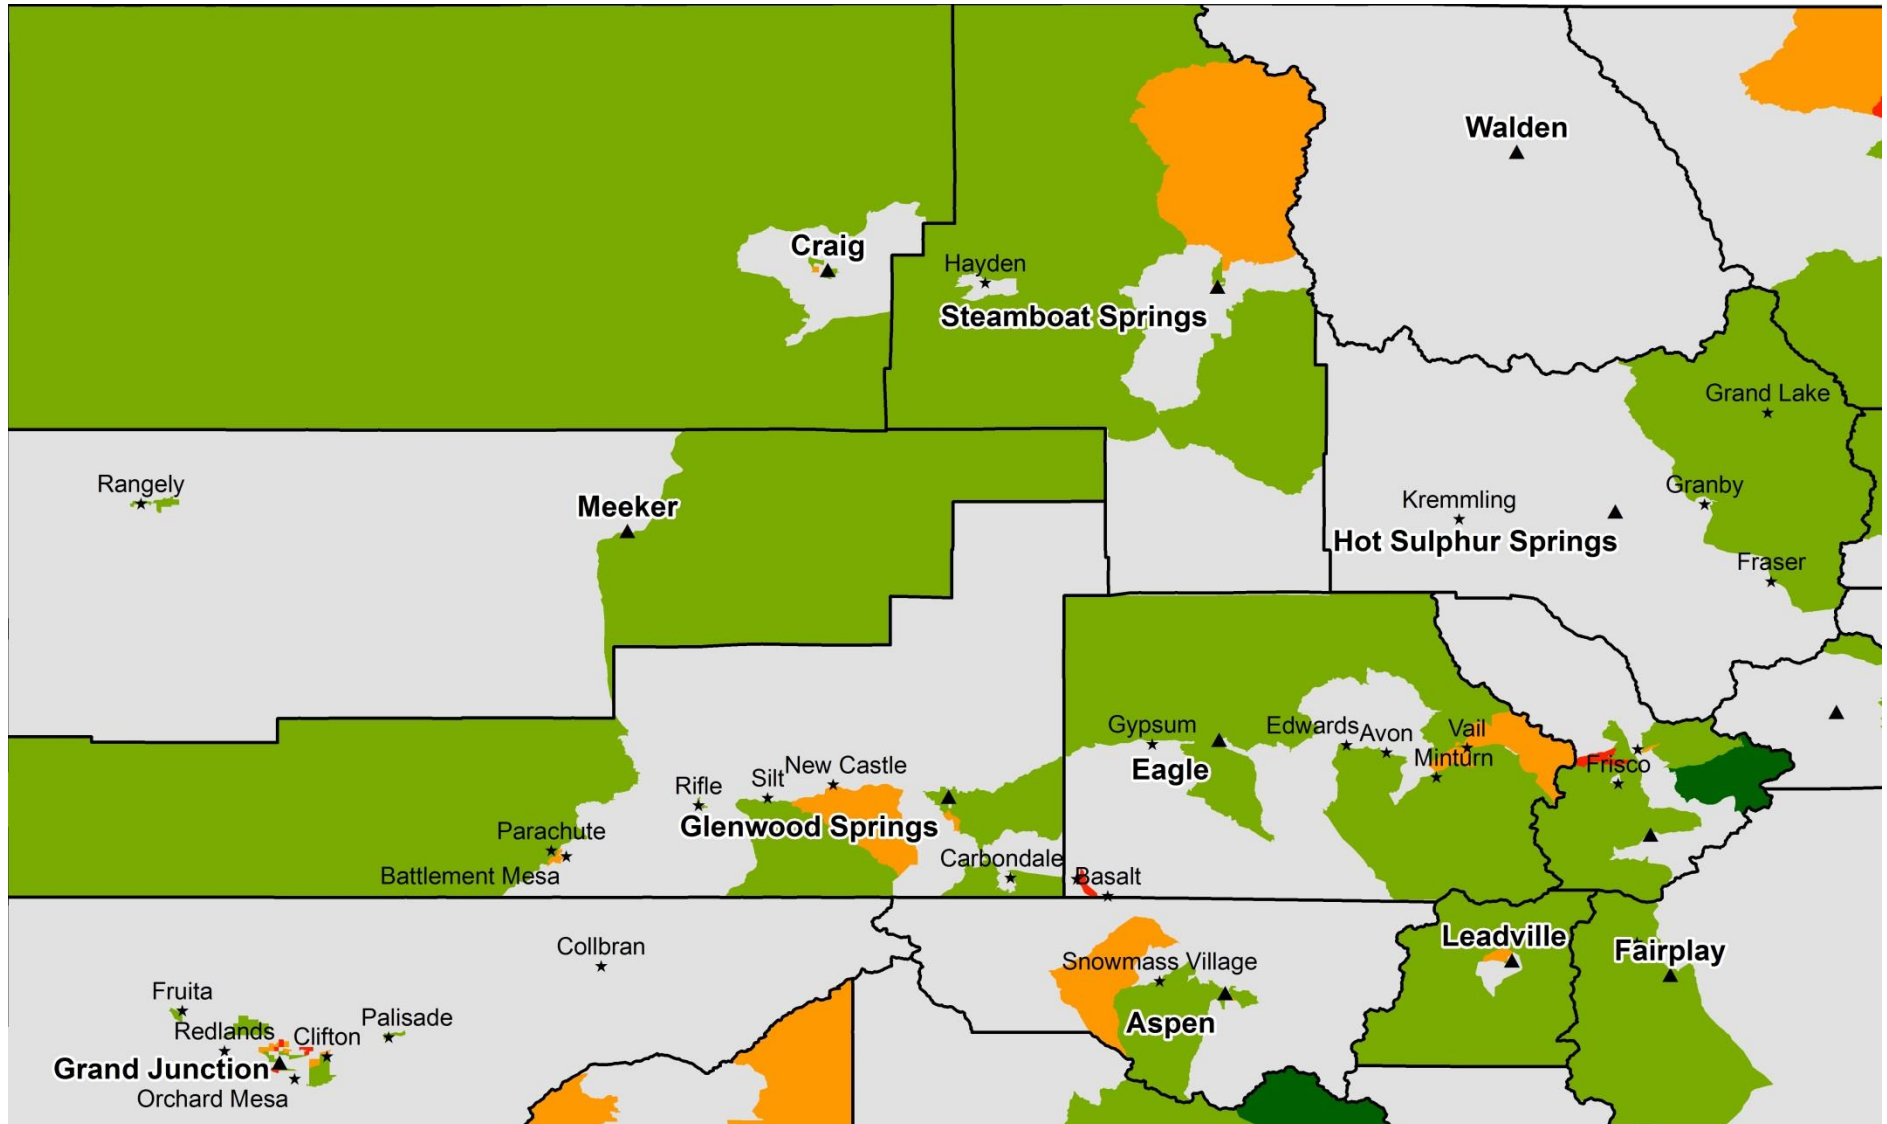 Walden
Craig
Hayden
Steamboat Springs
Grand Lake
Rangely
Meeker
Granby
Kremmling
Hot Sulphur Springs
Fraser
Gypsum
Edwards
Avon
Vail
Eagle
Minturn
Frisco
New Castle
Silt
Rifle
Glenwood Springs
Parachute
Carbondale
Battlement Mesa
Basalt
Collbran
Leadville
Fairplay
Snowmass Village
Fruita
Palisade
Redlands
Clifton
Aspen
Grand Junction
Orchard Mesa